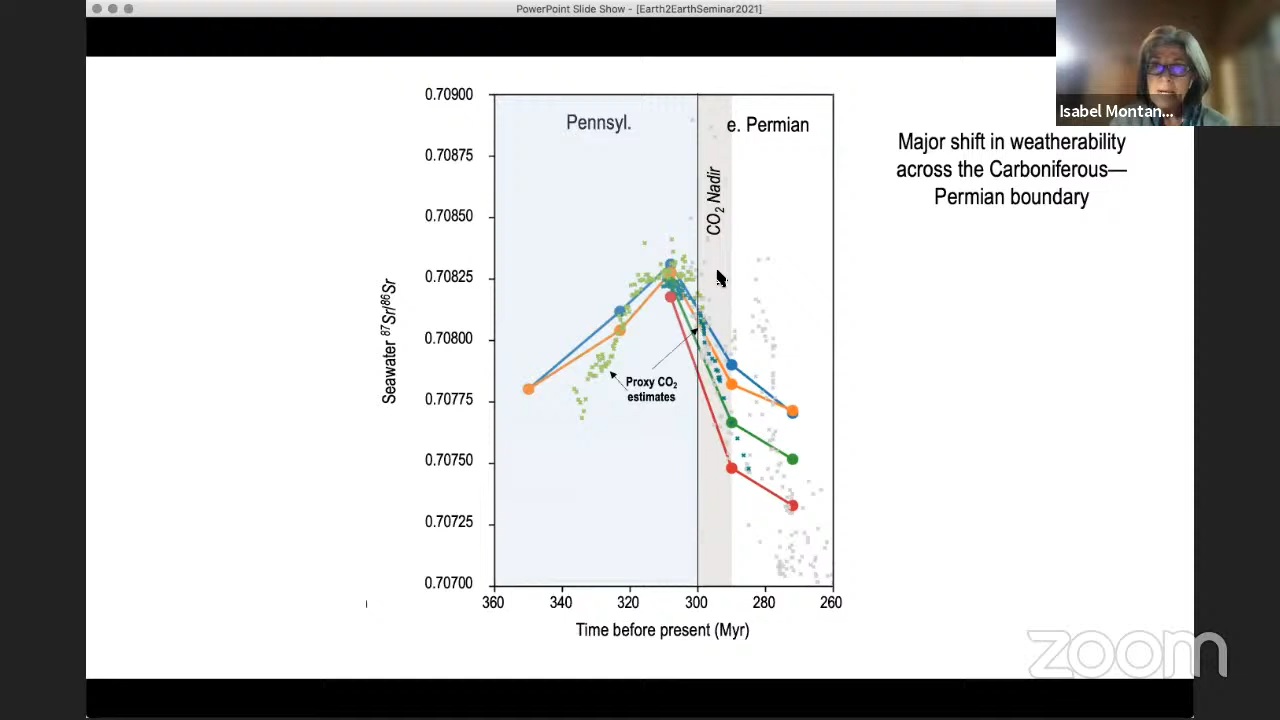 PowerPoint Slide Show - [Earth2EarthSeminar2021]
Isabel Montan...
Major shift in weatherability
across the Carboniferous—
Permian boundary
Pennsyl.
e. Permian
CO2 Nadir
Proxy CO2
estimates
Seawater 87Sr/86Sr
0.70900
0.70875
0.70850
0.70825
0.70800
0.70775
0.70750
0.70725
0.70700
360 340 320 300 280 260
Time before present (Myr)
zoom